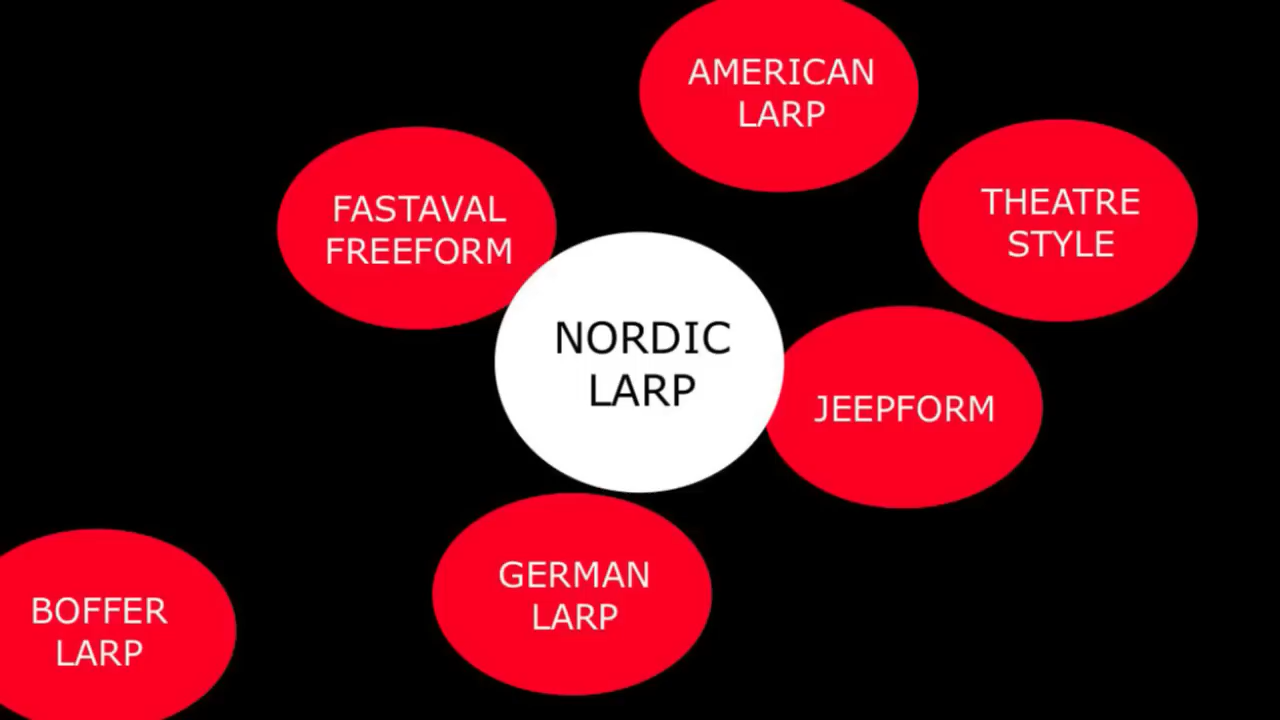 AMERICAN
LARP
THEATRE
STYLE
FASTAVAL
FREEFORM
NORDIC
LARP
JEEPFORM
GERMAN
LARP
BOFFER
LARP